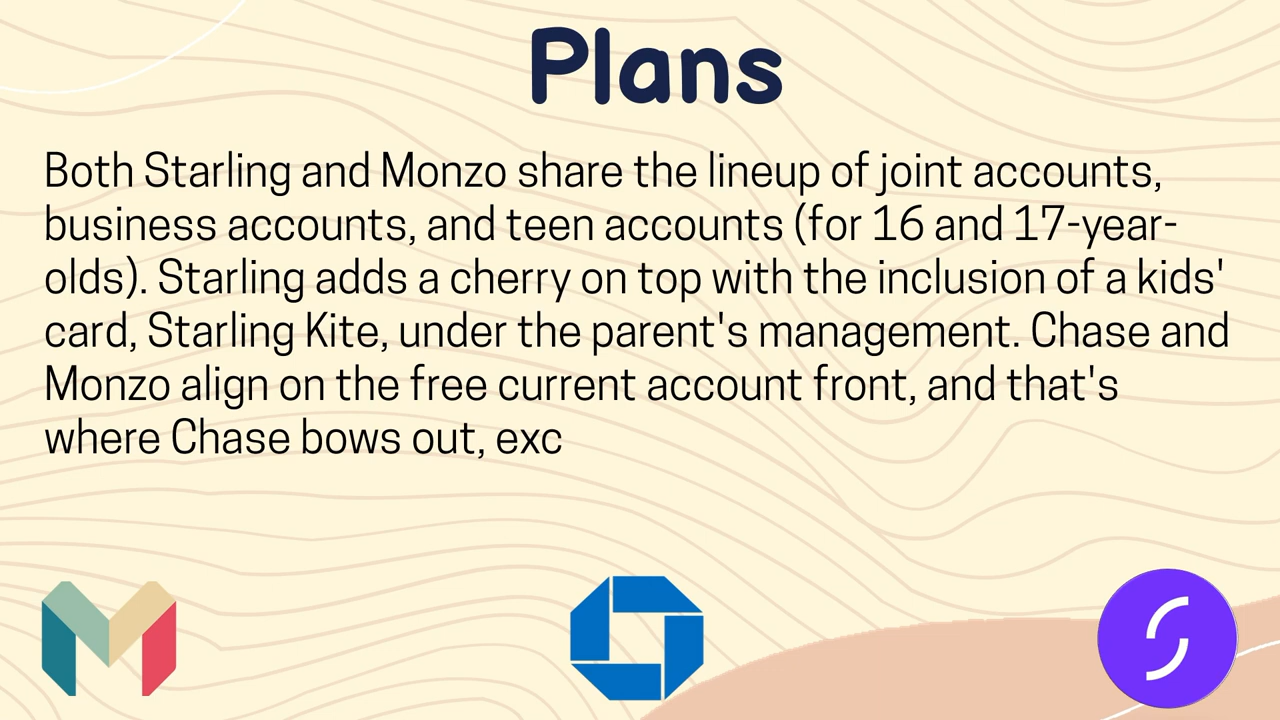 Plans
Both Starling and Monzo share the lineup of joint accounts,
business accounts, and teen accounts (for 16 and 17-year-
olds). Starling adds a cherry on top with the inclusion of a kids'
card, Starling Kite, under the parent's management. Chase and
Monzo align on the free current account front, and that's
where Chase bows out, exc